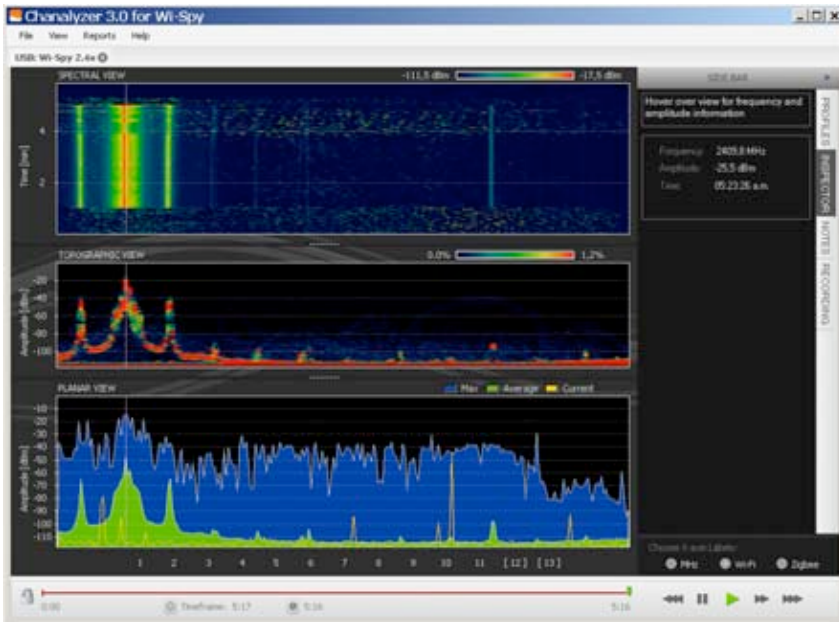 Chanalyzer 3.0 for Wi-Spy
File View Reports Help
USB: Wi-Spy 2.4x
SPECTRAL VIEW -111,5 dBm -17,5 dBm
Time [min]
4
2
TOPOGRAPHIC VIEW 0.0% 1,2%
Amplitude [dBm]
-20
-40
-60
-80
-100
PLANAR VIEW Max Average Current
Amplitude [dBm]
-10
-20
-30
-40
-50
-60
-70
-80
-90
-100
-110
1 2 3 4 5 6 7 8 9 10 11 [12] [13]
SIDE BAR
Hover over view for frequency and
amplitude information
Frequency: 2409,8 MHz
Amplitude: -25,5 dBm
Time: 05:23:26 a.m.
PROFILES
INSPECTOR
NOTES
RECORDING
Choose X-axis Labels:
MHz Wi-Fi Zigbee
0:00 Timeframe: 5:17 5:16 5:16